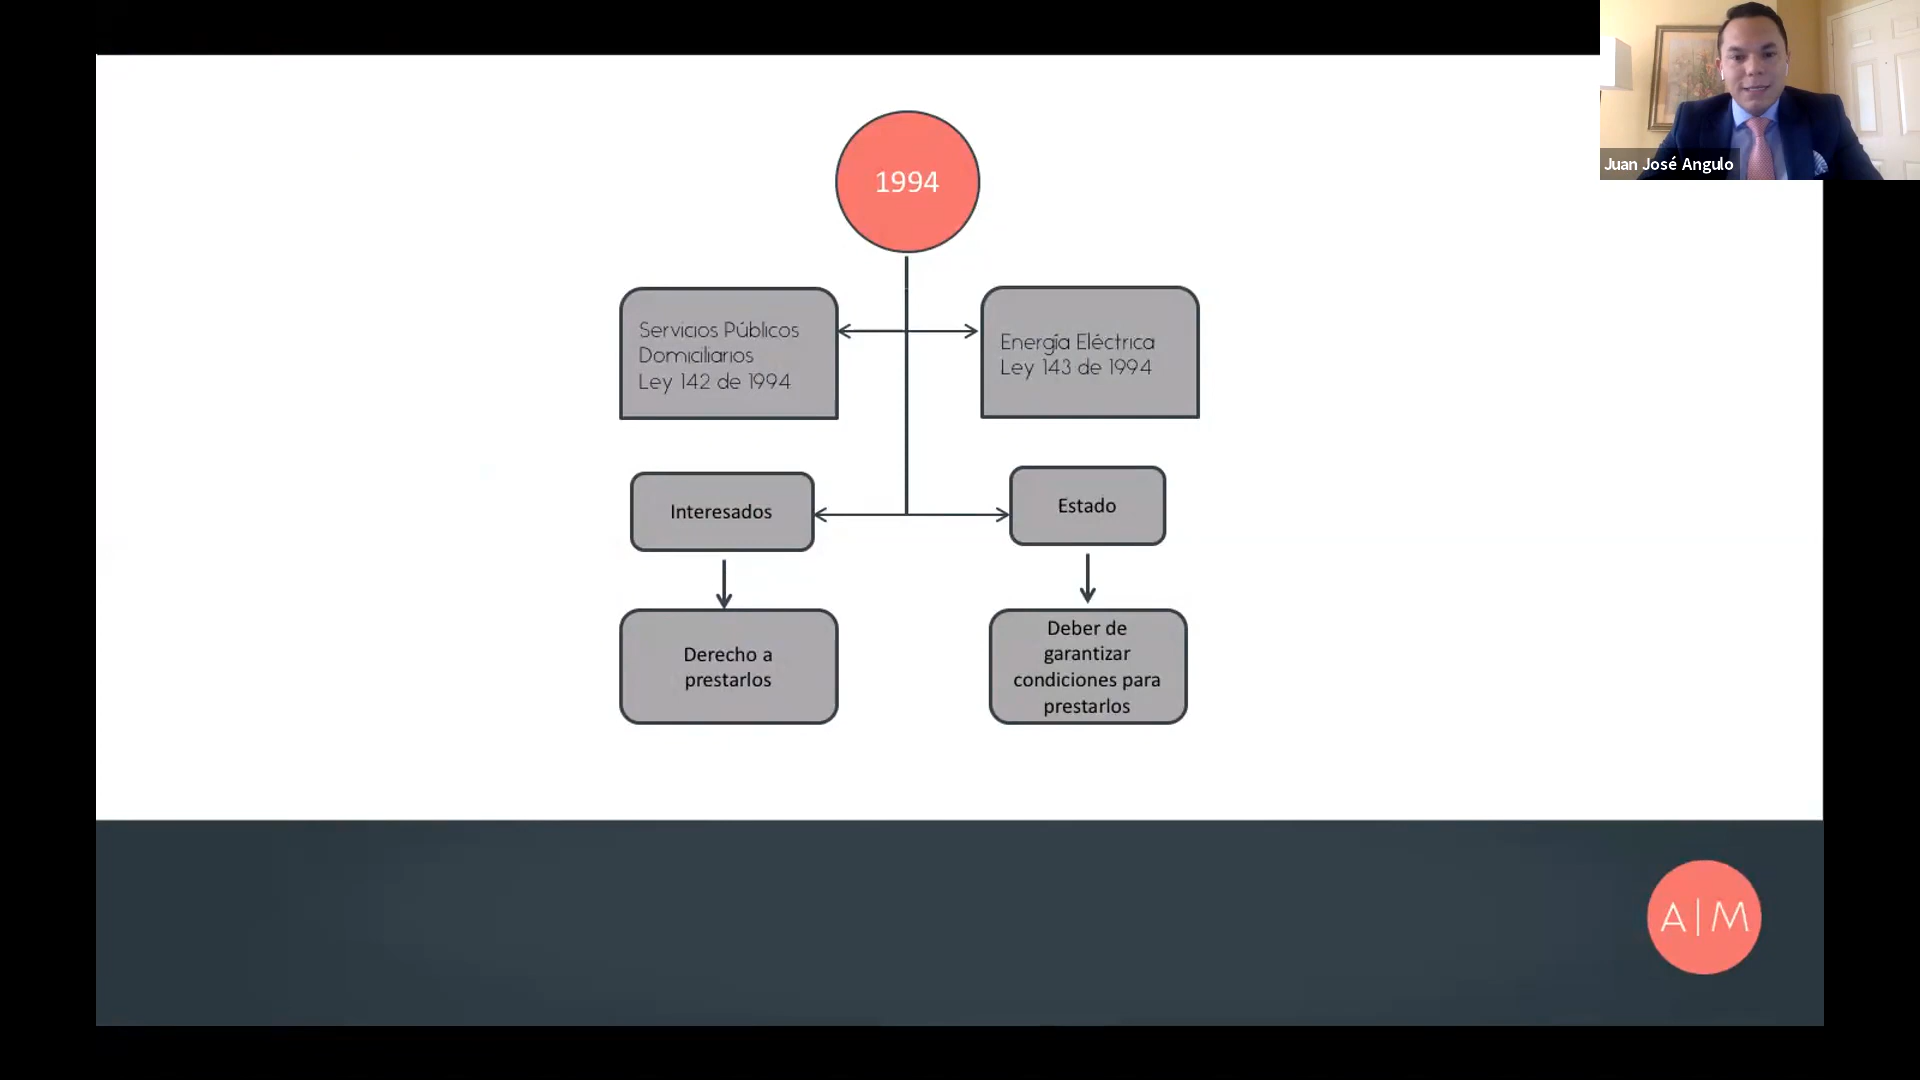 Juan José Angulo
1994
Servicios Públicos
Domiciliarios
Ley 142 de 1994
Energía Eléctrica
Ley 143 de 1994
Interesados
Estado
Derecho a
prestarlos
Deber de
garantizar
condiciones para
prestarlos
A|M